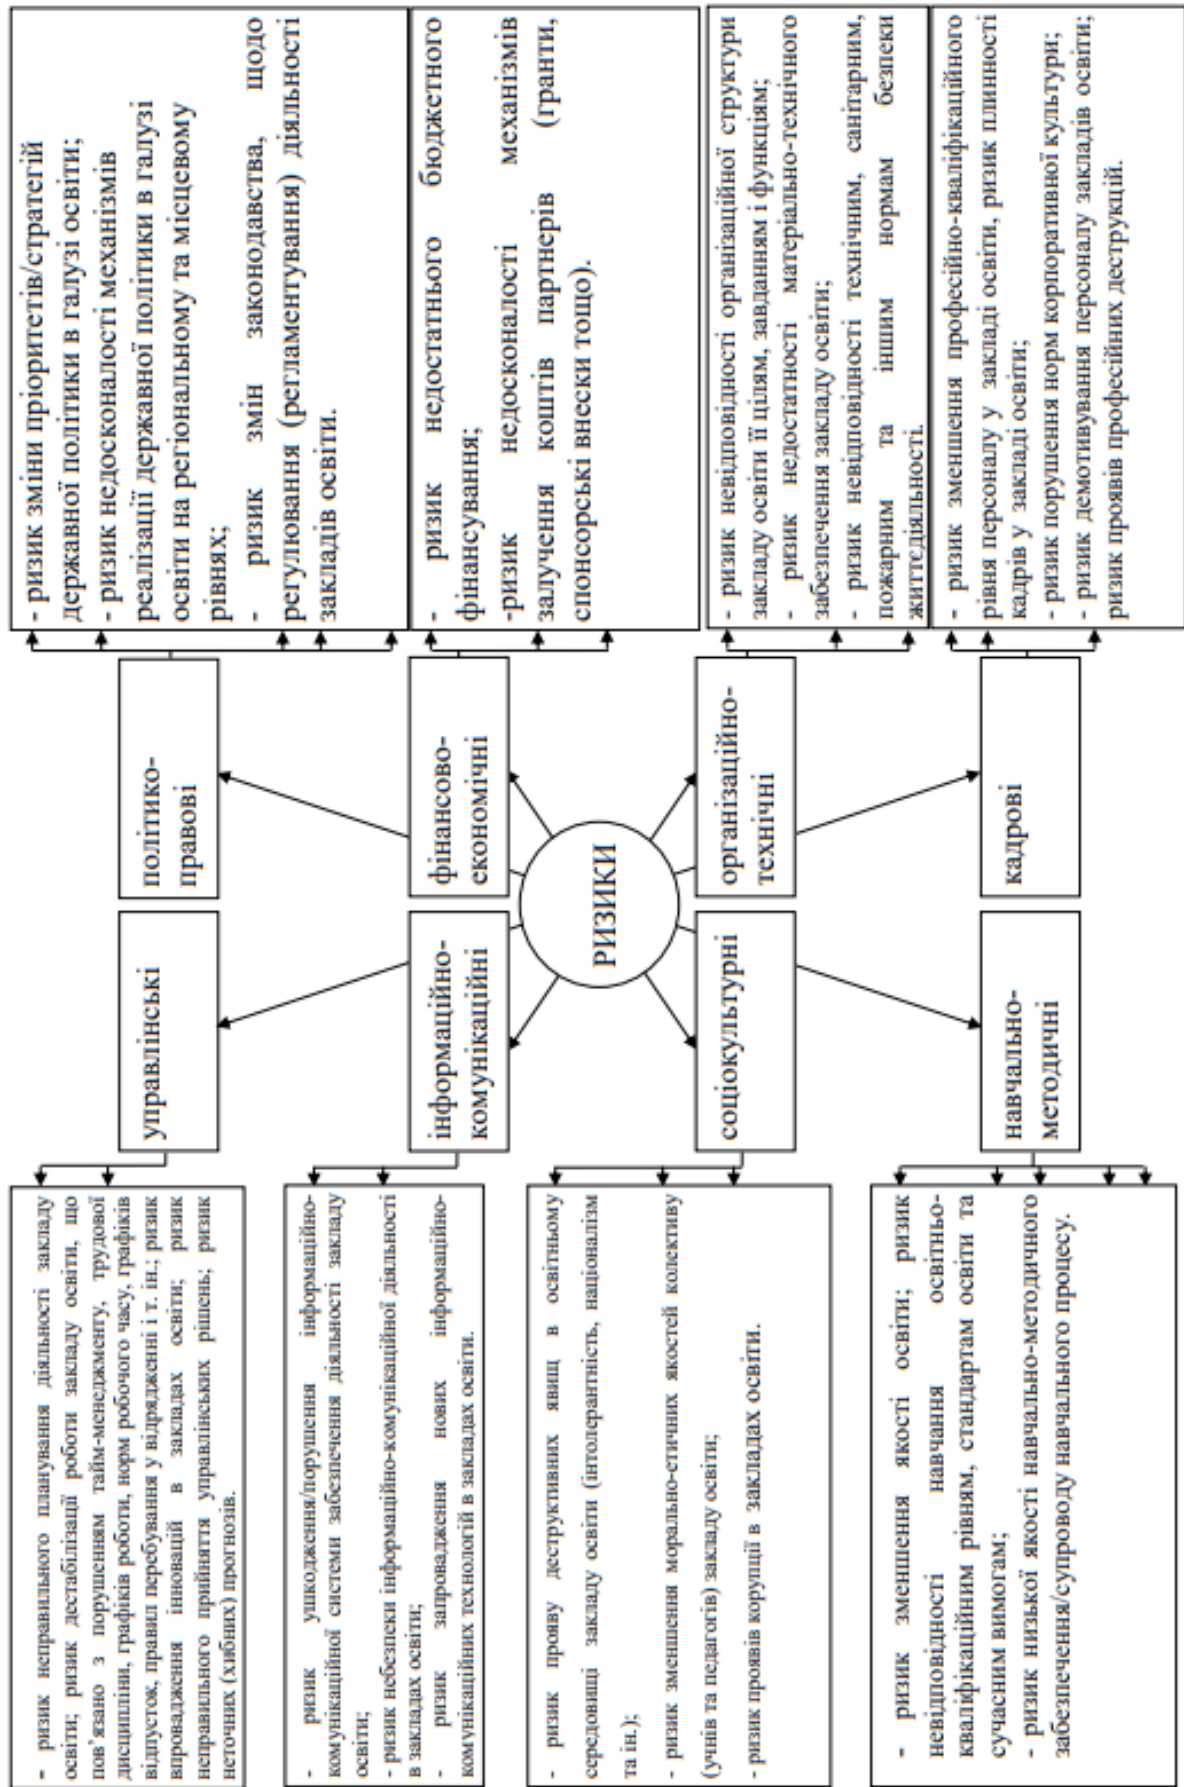 - ризик неправильного планування діяльності закладу
освіти; ризик дестабілізації роботи закладу освіти, що
пов'язано з порушенням тайм-менеджменту, трудової
дисципліни, графіків роботи, норм робочого часу, графіків
відпусток, правил перебування у відрядженні і т. ін.; ризик
впровадження інновацій в закладах освіти; ризик
неправильного прийняття управлінських рішень; ризик
неточних (хибних) прогнозів.
управлінські
політико-
правові
- ризик зміни пріоритетів/стратегій
державної політики в галузі освіти;
- ризик недосконалості механізмів
реалізації державної політики в галузі
освіти на регіональному та місцевому
рівнях;
- ризик змін законодавства, щодо
регулювання (регламентування) діяльності
закладів освіти.
- ризик ушкодження/порушення інформаційно-
комунікаційної системи забезпечення діяльності закладу
освіти;
- ризик небезпеки інформаційно-комунікаційної діяльності
в закладах освіти;
- ризик запровадження нових інформаційно-
комунікаційних технологій в закладах освіти.
інформаційно-
комунікаційні
фінансово-
економічні
- ризик недостатнього бюджетного
фінансування;
-ризик недосконалості механізмів
залучення коштів партнерів (гранти,
спонсорські внески тощо).
РИЗИКИ
- ризик прояву деструктивних явищ в освітньому
середовищі закладу освіти (інтолерантність, націоналізм
та ін.);
- ризик зменшення морально-етичних якостей колективу
(учнів та педагогів) закладу освіти;
- ризик проявів корупції в закладах освіти.
соціокультурні
організаційно-
технічні
- ризик невідповідності організаційної структури
закладу освіти її цілям, завданням і функціям;
- ризик недостатності матеріально-технічного
забезпечення закладу освіти;
- ризик невідповідності технічним, санітарним,
пожарним та іншим нормам безпеки
життєдіяльності.
- ризик зменшення якості освіти; ризик
невідповідності навчання освітньо-
кваліфікаційним рівням, стандартам освіти та
сучасним вимогам;
- ризик низької якості навчально-методичного
забезпечення/супроводу навчального процесу.
навчально-
методичні
кадрові
- ризик зменшення професійно-кваліфікаційного
рівня персоналу у закладі освіти, ризик плинності
кадрів у закладі освіти;
- ризик порушення норм корпоративної культури;
- ризик демотивування персоналу закладів освіти;
ризик проявів професійних деструкцій.